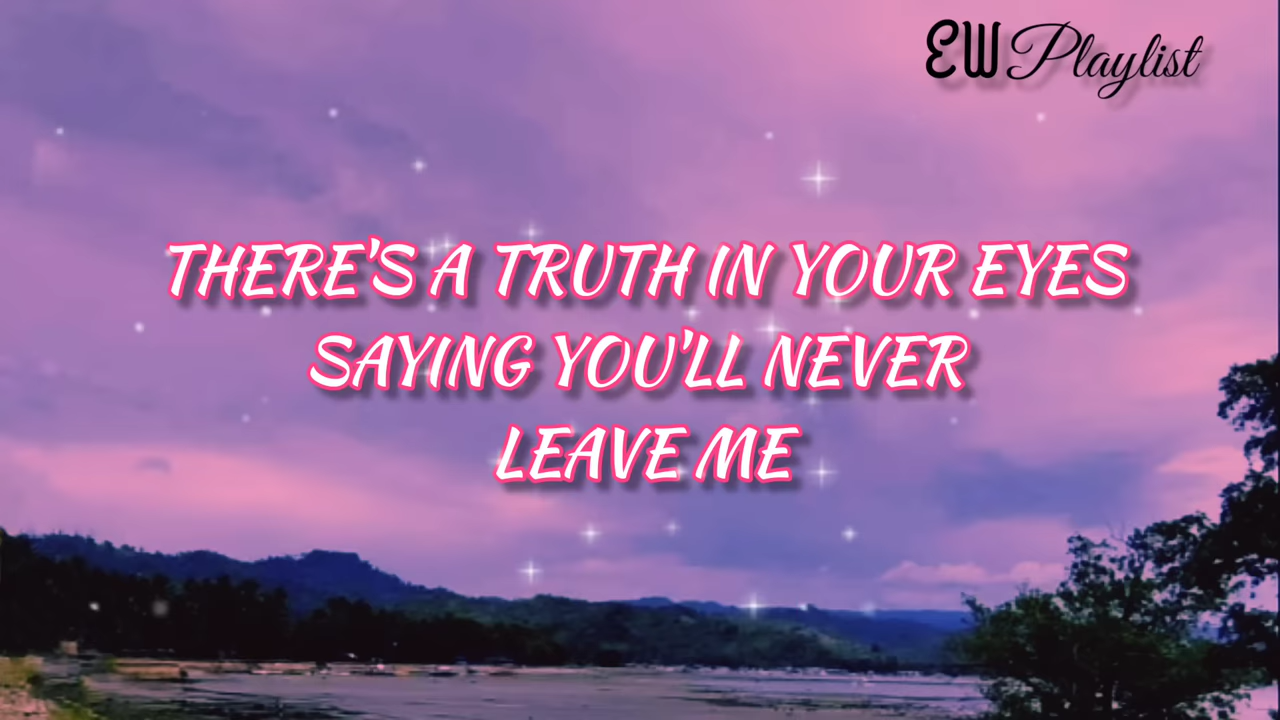 EW Playlist
THERE'S A TRUTH IN YOUR EYES
SAYING YOU'LL NEVER
LEAVE ME